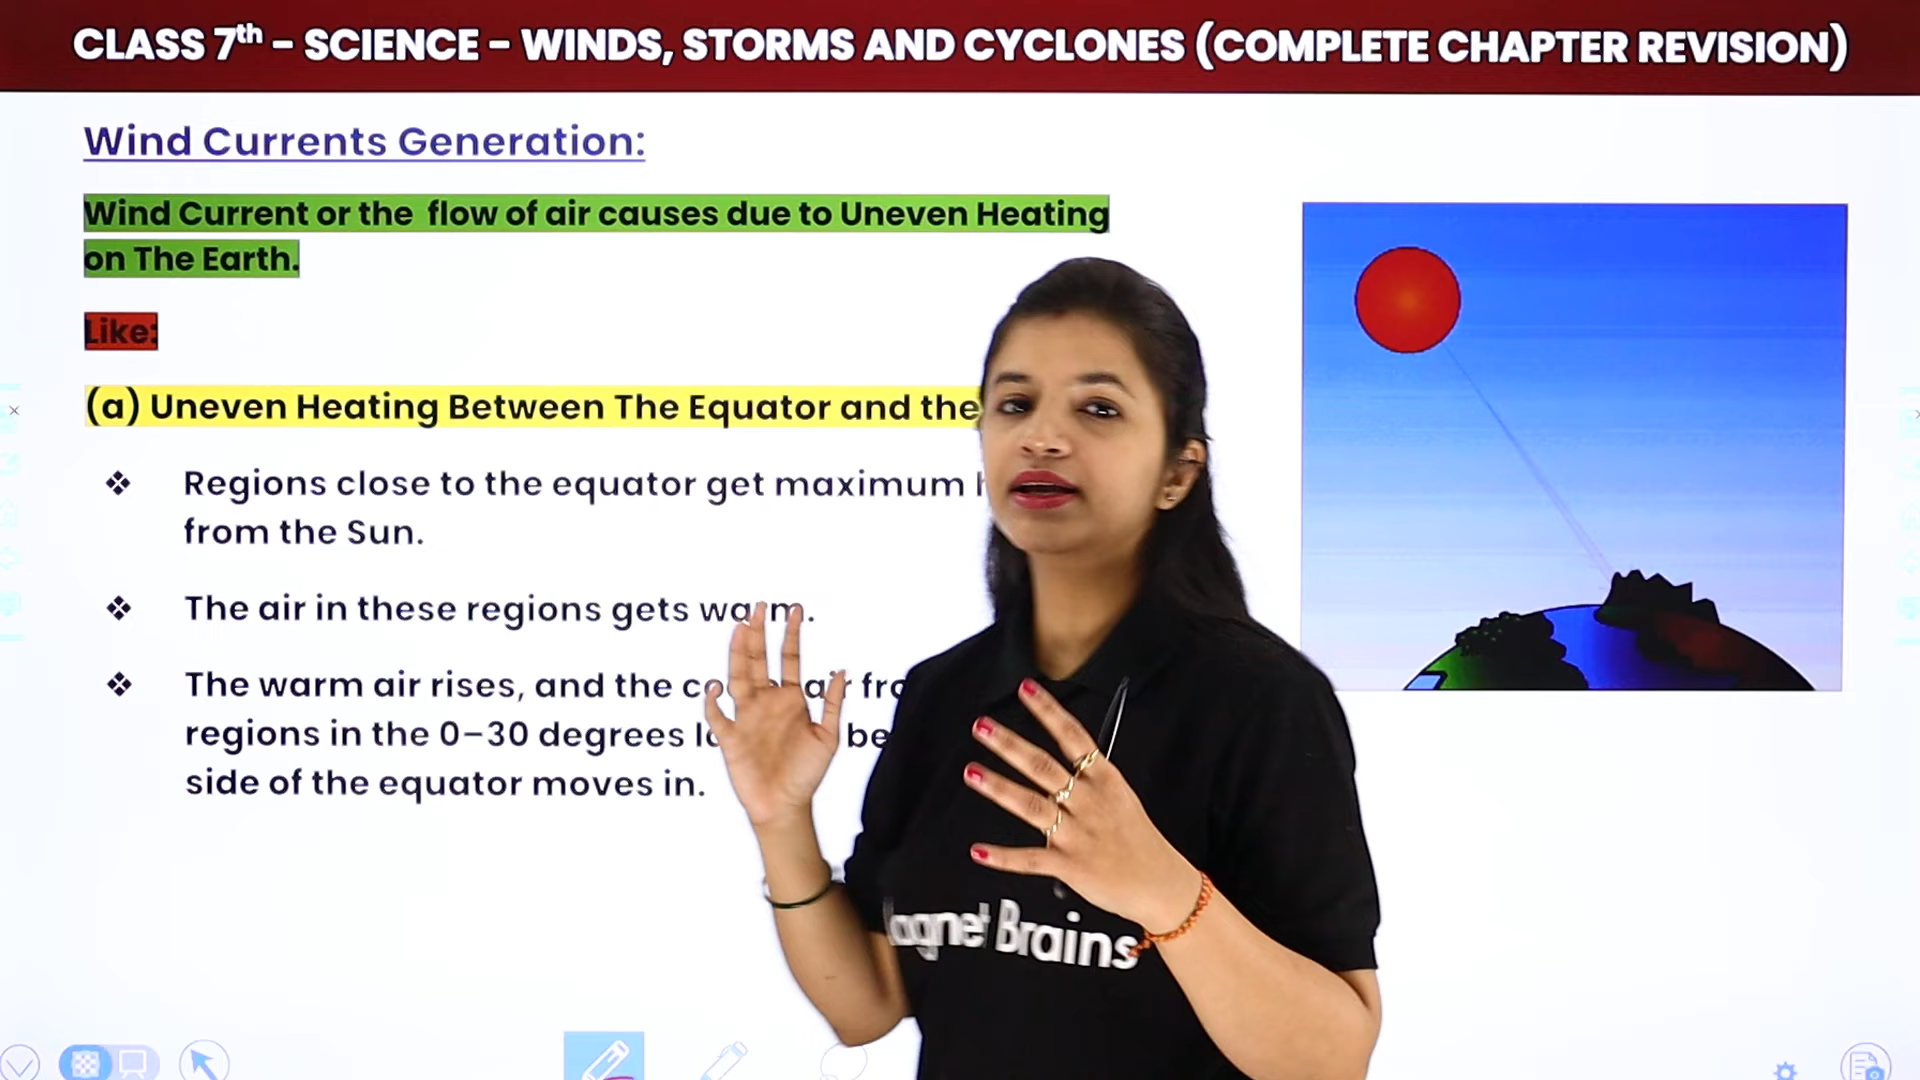 CLASS 7th - SCIENCE - WINDS, STORMS AND CYCLONES (COMPLETE CHAPTER REVISION)
Wind Currents Generation:
Wind Current or the flow of air causes due to Uneven Heating
on The Earth.
Like:
(a) Uneven Heating Between The Equator and the
❖ Regions close to the equator get maximum
from the Sun.
❖ The air in these regions gets warm.
❖ The warm air rises, and the air
regions in the 0–30 degrees
side of the equator moves in.
Brains